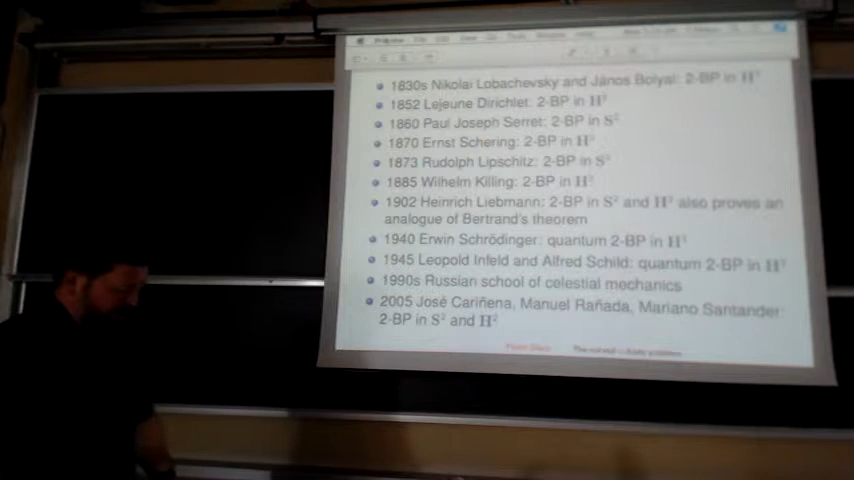 1830s Nikolai Lobachevsky and János Bolyai: 2-BP in H³
1852 Lejeune Dirichlet: 2-BP in H³
1860 Paul Joseph Serret: 2-BP in S²
1870 Ernst Schering: 2-BP in H³
1873 Rudolph Lipschitz: 2-BP in S³
1885 Wilhelm Killing: 2-BP in H³
1902 Heinrich Liebmann: 2-BP in S² and H² also proves an
analogue of Bertrand's theorem
1940 Erwin Schrödinger: quantum 2-BP in H³
1945 Leopold Infeld and Alfred Schild: quantum 2-BP in H³
1990s Russian school of celestial mechanics
2005 José Cariñena, Manuel Rañada, Mariano Santander:
2-BP in S² and H²